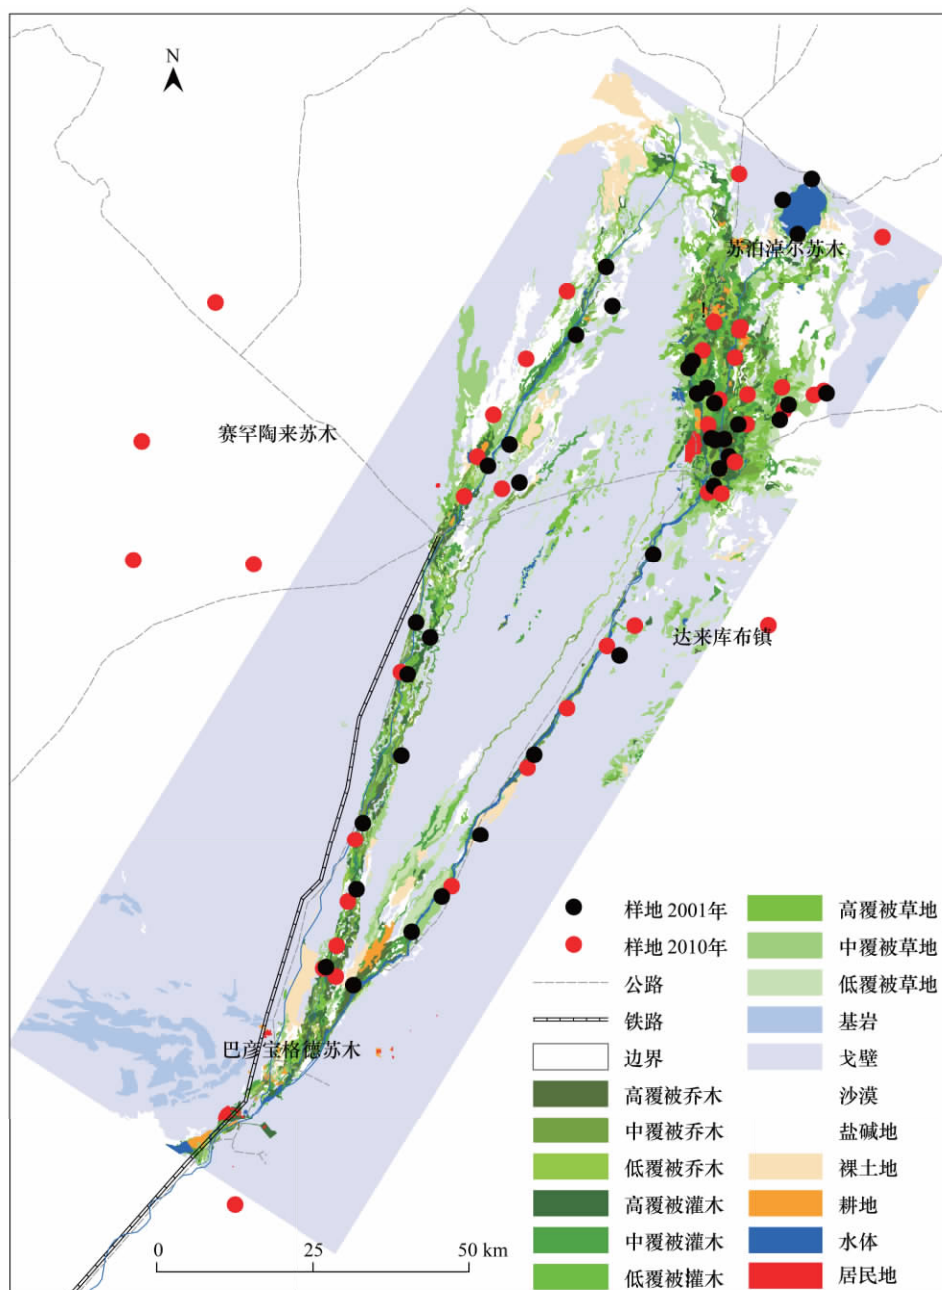 N
苏泊淖尔苏木
赛罕陶来苏木
达来库布镇
巴彦宝格德苏木
样地 2001年
样地 2010年
公路
铁路
边界
高覆被乔木
中覆被乔木
低覆被乔木
高覆被灌木
中覆被灌木
低覆被灌木
高覆被草地
中覆被草地
低覆被草地
基岩
戈壁
沙漠
盐碱地
裸土地
耕地
水体
居民地
0 25 50 km